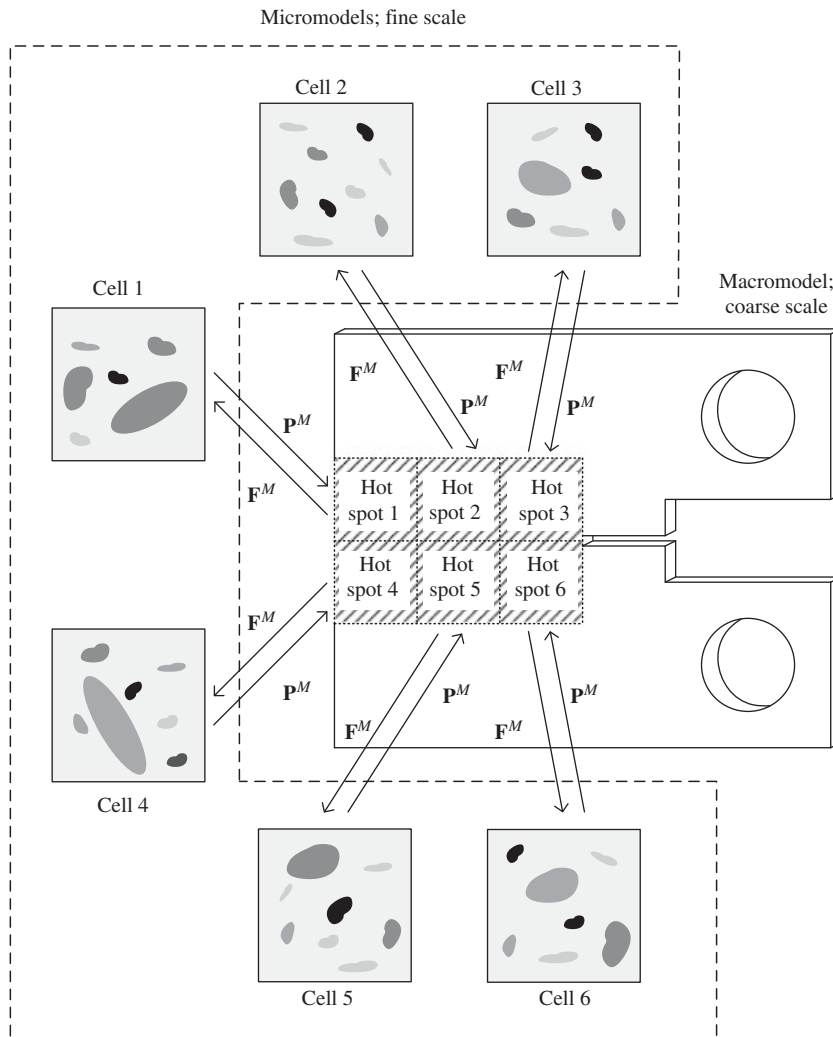 Micromodels; fine scale
Cell 2
Cell 3
Cell 1
Macromodel;
coarse scale
F^M
F^M
P^M
P^M
P^M
F^M
Hot
spot 1
Hot
spot 2
Hot
spot 3
Hot
spot 4
Hot
spot 5
Hot
spot 6
F^M
P^M
P^M
P^M
F^M
F^M
Cell 4
Cell 5
Cell 6